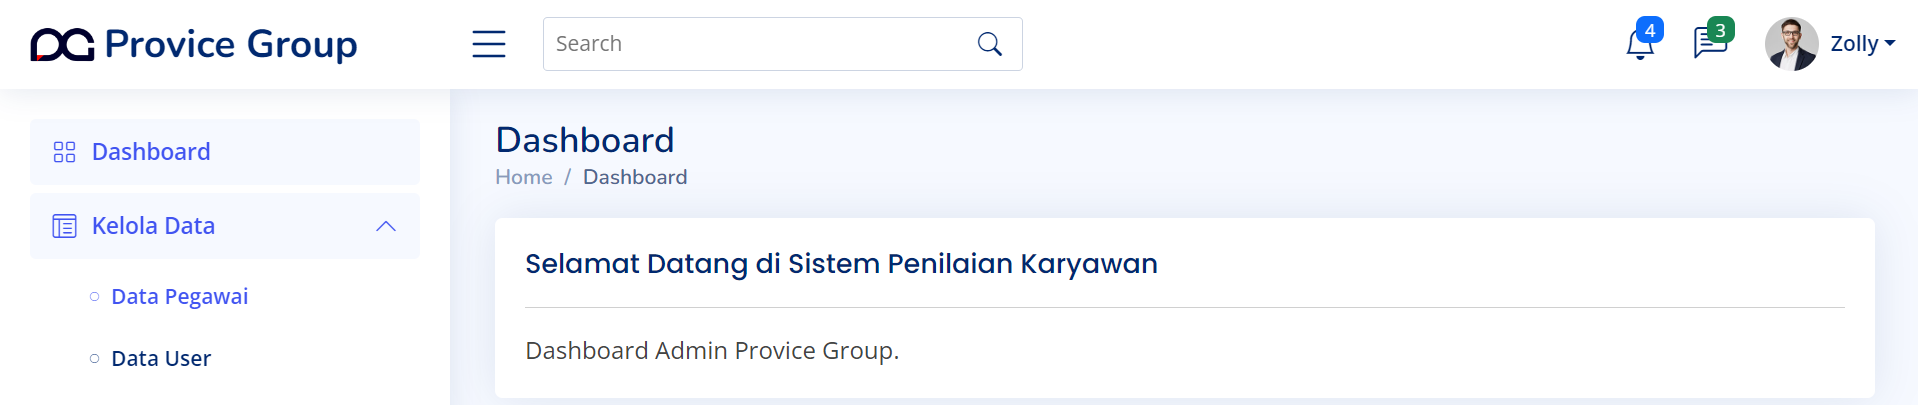 Provice Group
Search
4
3
Zolly
Dashboard
Kelola Data
Data Pegawai
Data User
Dashboard
Home / Dashboard
Selamat Datang di Sistem Penilaian Karyawan
Dashboard Admin Provice Group.